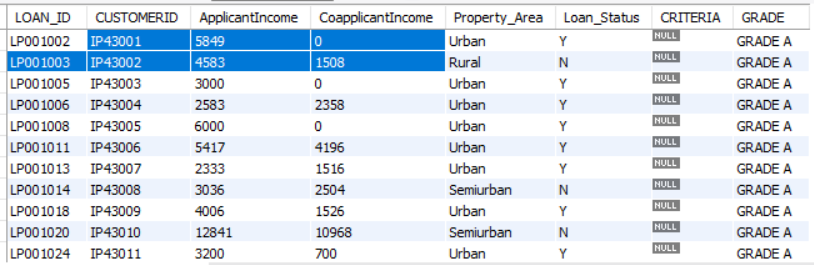 LOAN_ID CUSTOMERID ApplicantIncome CoapplicantIncome Property_Area Loan_Status CRITERIA GRADE
LP001002 IP43001 5849 0 Urban Y NULL GRADE A
LP001003 IP43002 4583 1508 Rural N NULL GRADE A
LP001005 IP43003 3000 0 Urban Y NULL GRADE A
LP001006 IP43004 2583 2358 Urban Y NULL GRADE A
LP001008 IP43005 6000 0 Urban Y NULL GRADE A
LP001011 IP43006 5417 4196 Urban Y NULL GRADE A
LP001013 IP43007 2333 1516 Urban Y NULL GRADE A
LP001014 IP43008 3036 2504 Semiurban N NULL GRADE A
LP001018 IP43009 4006 1526 Urban Y NULL GRADE A
LP001020 IP43010 12841 10968 Semiurban N NULL GRADE A
LP001024 IP43011 3200 700 Urban Y NULL GRADE A